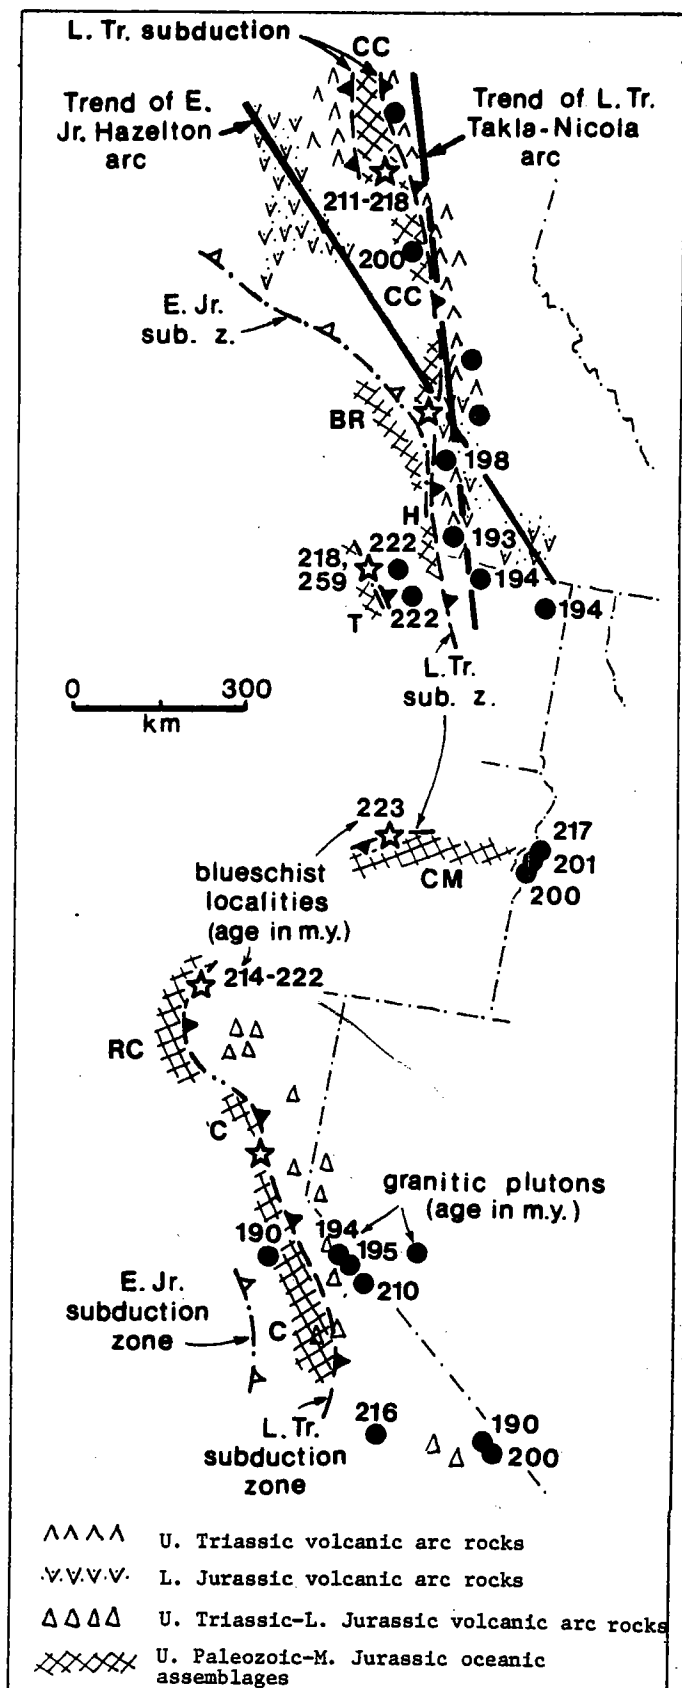 L. Tr. subduction
CC
Trend of E.
Jr. Hazelton
arc
Trend of L. Tr.
Takla-Nicola
arc
211-218
200
CC
E. Jr.
sub. z.
BR
198
H
193
218,
259
222
194
222
194
T
L. Tr.
sub. z.
0
300
km
223
217
201
200
CM
blueschist
localities
(age in m.y.)
214-222
RC
C
granitic plutons
(age in m.y.)
190
194
195
210
E. Jr.
subduction
zone
C
L. Tr.
subduction
zone
216
190
200
U. Triassic volcanic arc rocks
L. Jurassic volcanic arc rocks
U. Triassic-L. Jurassic volcanic arc rocks
U. Paleozoic-M. Jurassic oceanic
assemblages